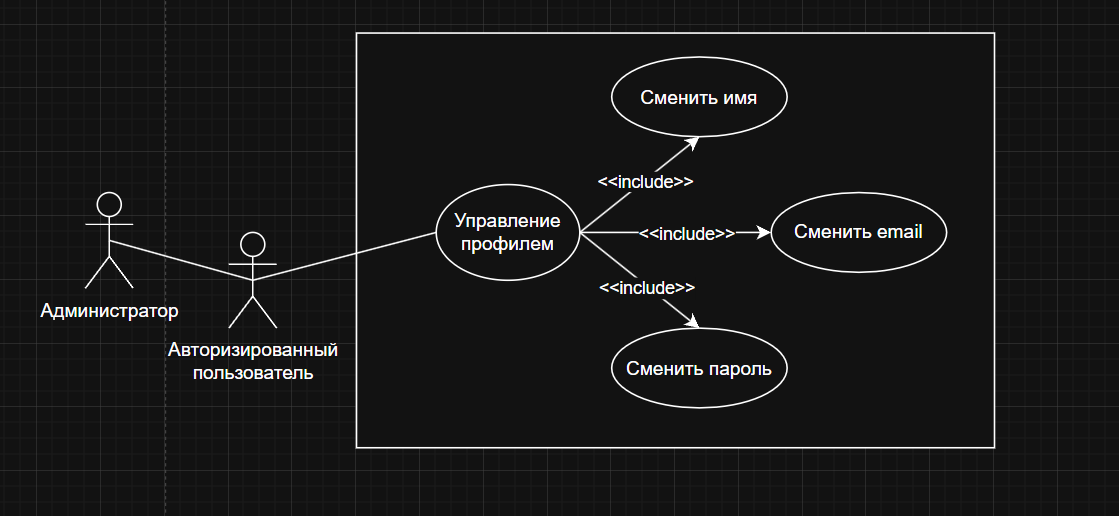 Сменить имя
<<include>>
Управление
профилем
<<include>>
Сменить email
<<include>>
Администратор
Авторизированный
пользователь
Сменить пароль